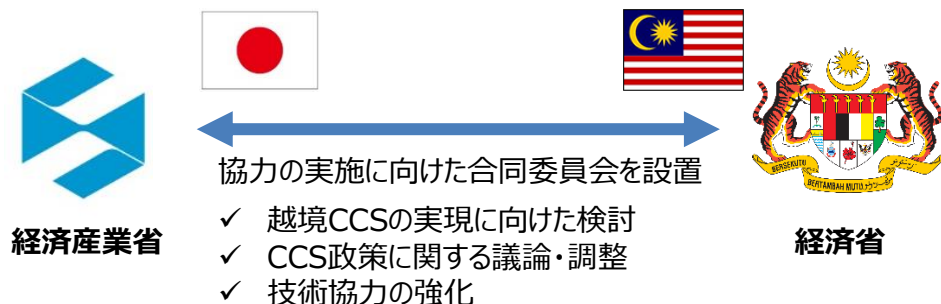 協力の実施に向けた合同委員会を設置
✓ 越境CCSの実現に向けた検討
✓ CCS政策に関する議論・調整
✓ 技術協力の強化
経済産業省
経済省
BERSEKUTU
BERTAMBAH MUTU